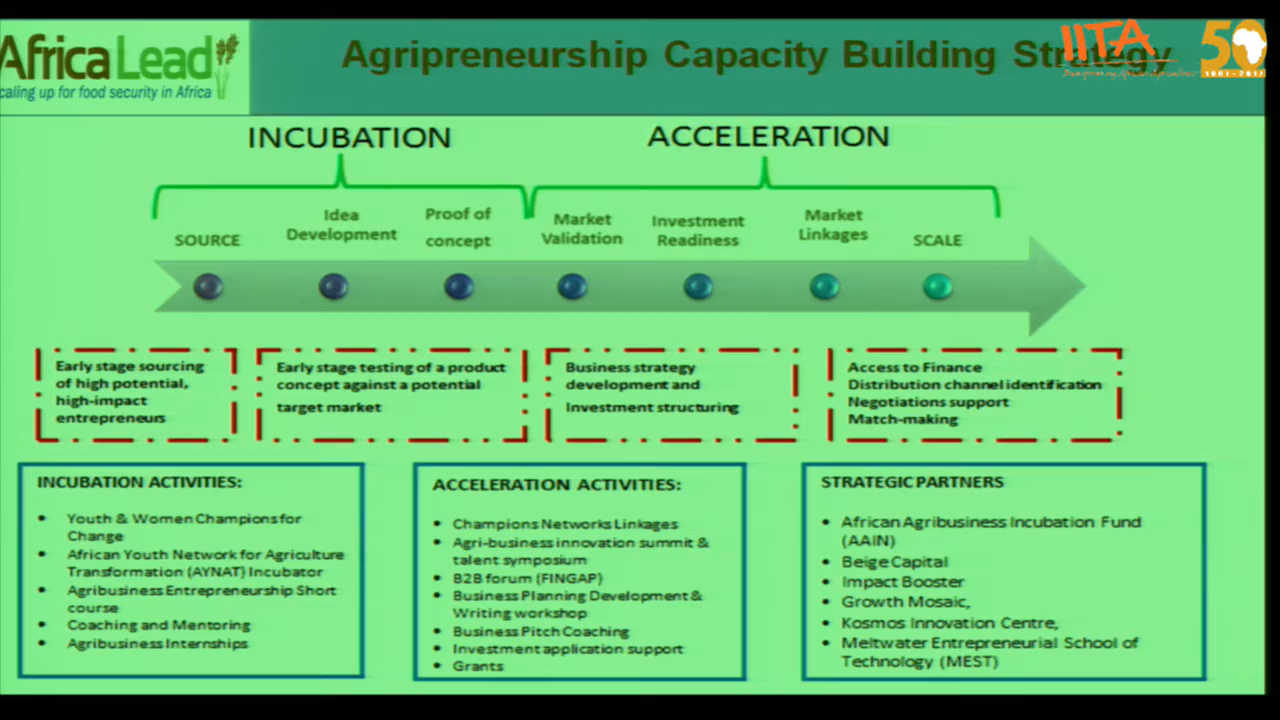 AfricaLead
caling up for food security in Africa
Agripreneurship Capacity Building Strategy
IITA
50
INCUBATION
ACCELERATION
SOURCE
Idea
Development
Proof of
concept
Market
Validation
Investment
Readiness
Market
Linkages
SCALE
Early stage sourcing
of high potential,
high-impact
entrepreneurs
Early stage testing of a product
concept against a potential
target market
Business strategy
development and
Investment structuring
Access to Finance
Distribution channel identification
Negotiations support
Match-making
INCUBATION ACTIVITIES:
• Youth & Women Champions for
Change
• African Youth Network for Agriculture
Transformation (AYNAT) Incubator
• Agribusiness Entrepreneurship Short
course
• Coaching and Mentoring
• Agribusiness Internships
ACCELERATION ACTIVITIES:
• Champions Networks Linkages
• Agri-business innovation summit &
talent symposium
• B2B forum (FINGAP)
• Business Planning Development &
Writing workshop
• Business Pitch Coaching
• Investment application support
• Grants
STRATEGIC PARTNERS
• African Agribusiness Incubation Fund
(AAIN)
• Beige Capital
• Impact Booster
• Growth Mosaic,
• Kosmos Innovation Centre,
• Meltwater Entrepreneurial School of
Technology (MEST)